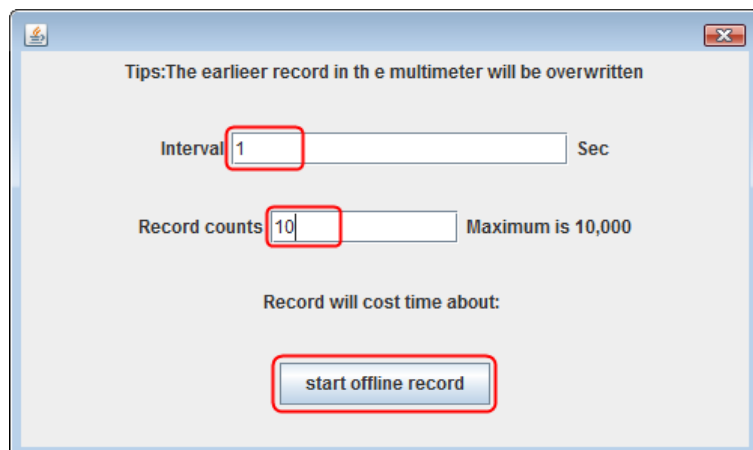 Tips:The earlieer record in th e multimeter will be overwritten
Interval 1 Sec
Record counts 10 Maximum is 10,000
Record will cost time about:
start offline record